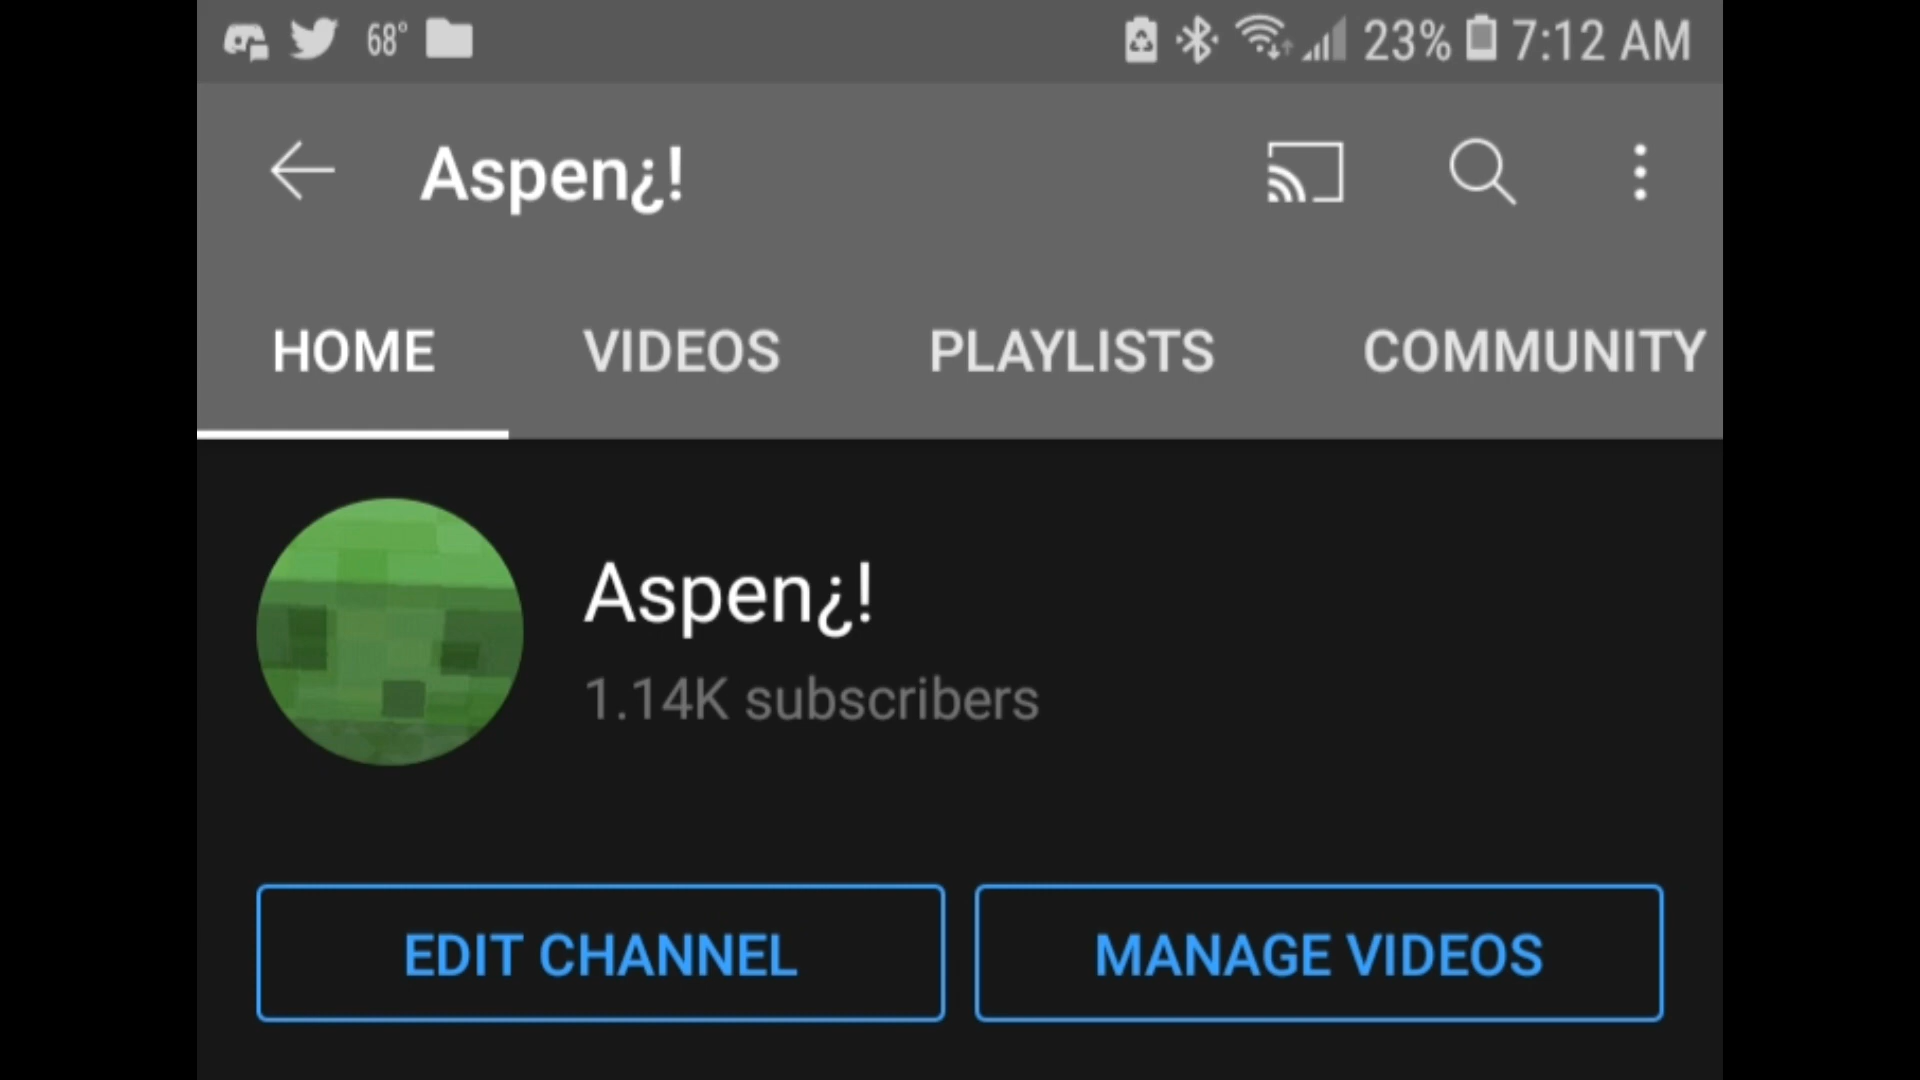 68° 23% 7:12 AM
Aspen¿!
HOME VIDEOS PLAYLISTS COMMUNITY
Aspen¿!
1.14K subscribers
EDIT CHANNEL MANAGE VIDEOS